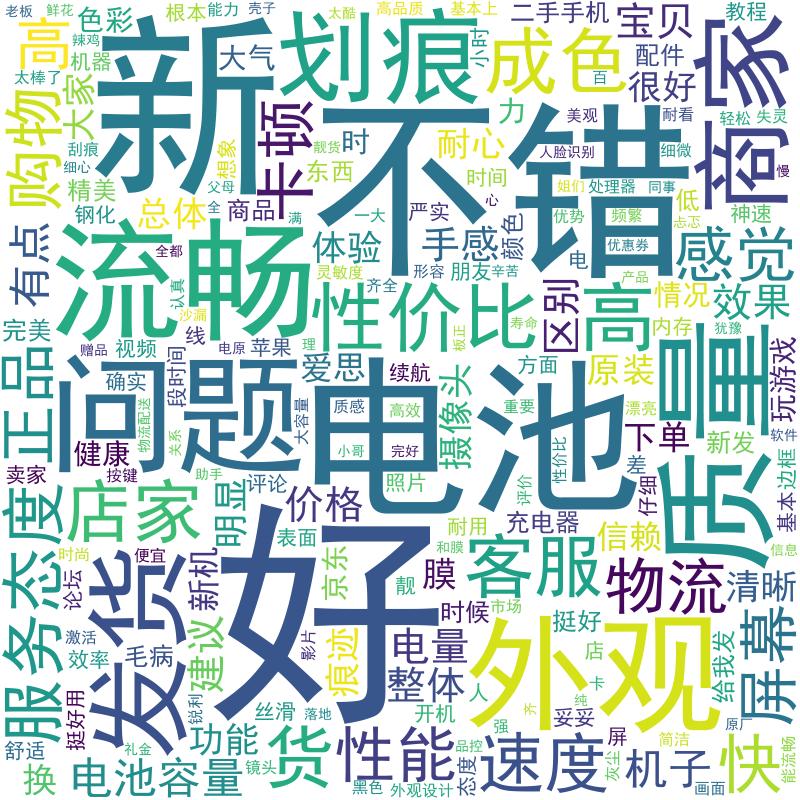 老板
鲜花
壳子
色彩
根本
能力
太酷
高品质
基本上
二手手机
宝贝
教程
高
辣鸡
机器
太棒了
大家
新
大气
划痕
小时
成色
力
很好
配件
百
商家
轻松
失灵
购物
刮痕
细心
精美
钢化
卡顿
想象
父母
总体
商品
全
满
时
靓货
东西
不错
耐心
时间
严实
一大
心
美观
耐看
人脸识别
细微
姐们
处理器
同事
低
优势
频繁
忐忑
神速
慢
有点
全都
流畅
体验
手感
颜色
电
优惠券
感觉
灵敏度
形容
朋友
辛苦
产品
完美
认真
沙漏
齐全
性价比
区别
高
情况
效果
内存
犹豫
线
理
板正
寿命
正品
赠品
视频
电原
苹果
爱思
续航
方面
原装
质量
玩游戏
确实
段时间
物流配送
问题
电池
质感
高效
摄像头
重要
漂亮
软件
大容量
健康
关系
小哥
完好
性价比
下单
新发
卖家
按键
助手
评论
照片
评价
差
仔细
基本
边框
服务态度
店家
明显
价格
充电器
信赖
信息
时尚
便宜
表面
耐用
和膜
论坛
新机
京东
靓
膜
客服
物流
清晰
发货
好
时候
市场
激活
效率
毛病
建议
影片
痕迹
电量
挺好
店
外观
给我发
屏幕
挺好用
锐利
整体
人
卡
齐
纯
原厂
舒适
丝滑
落地
开机
强
妥妥
屏
简洁
能流畅
换
礼金
功能
货
性能
品控
速度
灰尘
机子
快
电池容量
镜头
黑色
外观设计
态度
画面